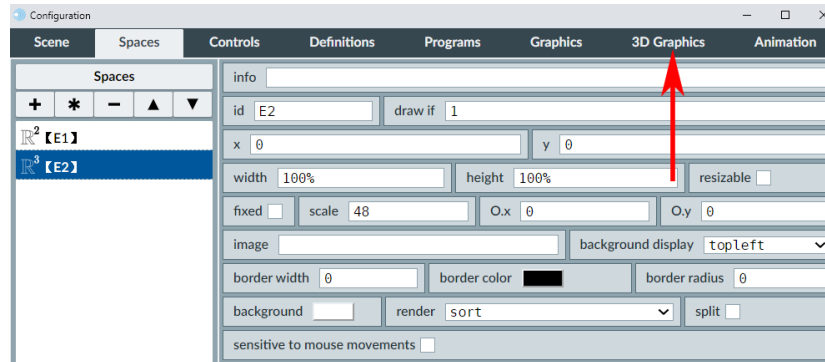 Configuration
Scene Spaces Controls Definitions Programs Graphics 3D Graphics Animation
Spaces
info
+ * − ▲ ▼
id E2 draw if 1
ℝ² 【E1】
x 0 y 0
ℝ³ 【E2】
width 100% height 100% resizable
fixed scale 48 O.x 0 O.y 0
image background display topleft
border width 0 border color border radius 0
background render sort split
sensitive to mouse movements